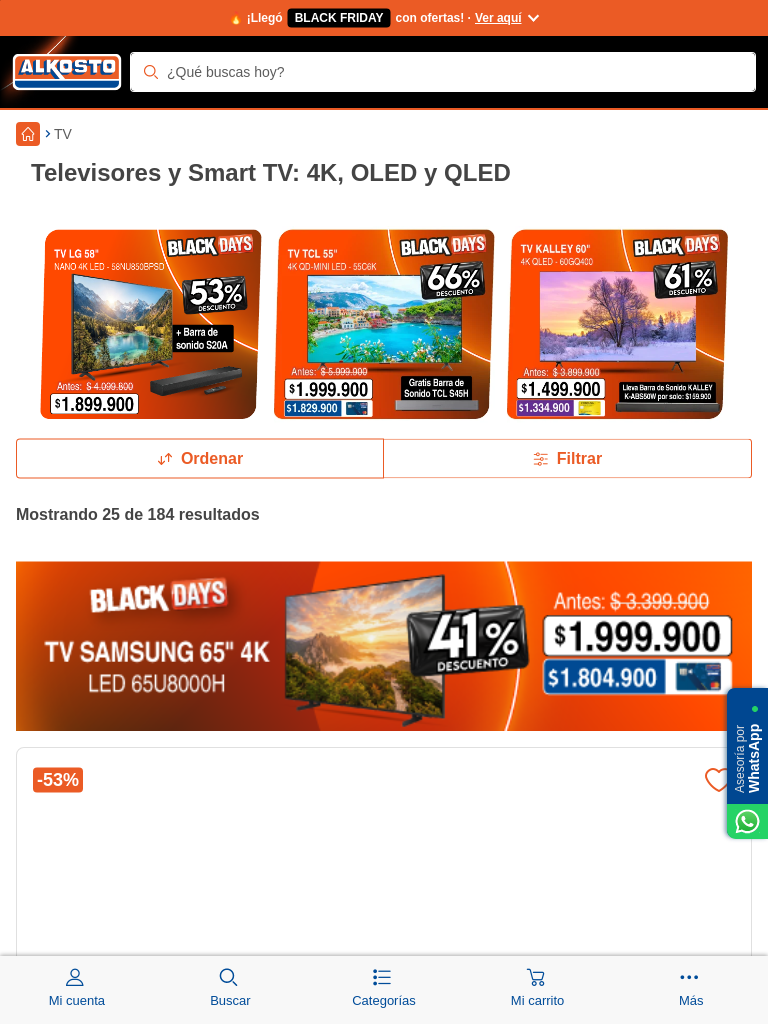 🔥 ¡Llegó BLACK FRIDAY con ofertas! · Ver aquí
ALKOSTO
¿Qué buscas hoy?
TV
Televisores y Smart TV: 4K, OLED y QLED
BLACK DAYS
TV LG 58"
NANO 4K LED - 58NU850BPSD
53% DESCUENTO
+ Barra de
sonido S20A
Antes: $ 4.099.800
$1.899.900
BLACK DAYS
TV TCL 55"
4K QD-MINI LED - 55C6K
66% DESCUENTO
Antes: $ 5.999.900
$1.999.900
$1.829.900
Gratis Barra de
Sonido TCL S45H
BLACK DAYS
TV KALLEY 60"
4K QLED - 60GQ400
61% DESCUENTO
Antes: $ 3.899.900
$1.499.900
$1.334.900
Lleva Barra de Sonido KALLEY
K-ABS50W por solo: $159.900
Ordenar
Filtrar
Mostrando 25 de 184 resultados
BLACK DAYS
TV SAMSUNG 65" 4K
LED 65U8000H
41% DESCUENTO
Antes: $ 3.399.900
$1.999.900
$1.804.900
Asesoría por
WhatsApp
-53%
Mi cuenta
Buscar
Categorías
Mi carrito
Más